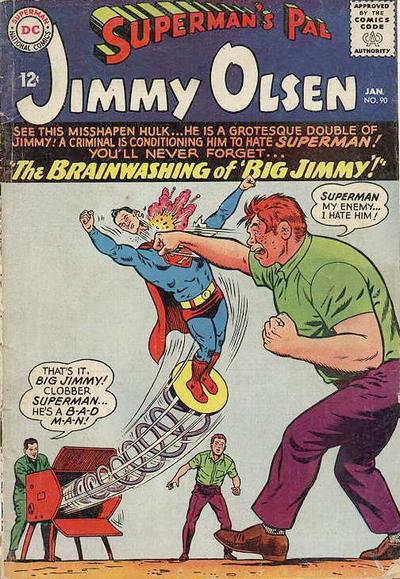 SUPERMAN
DC
NATIONAL COMICS
SUPERMAN'S PAL
APPROVED
BY THE
COMICS
CODE
CA
AUTHORITY
12¢
JIMMY OLSEN
JAN.
NO. 90
SEE THIS MISSHAPEN HULK... HE IS A GROTESQUE DOUBLE OF
JIMMY! A CRIMINAL IS CONDITIONING HIM TO HATE SUPERMAN!
YOU'LL NEVER FORGET...
"The BRAINWASHING of 'BIG JIMMY!'"
SUPERMAN
MY ENEMY...
I HATE HIM!
THAT'S IT,
BIG JIMMY!
CLOBBER
SUPERMAN...
HE'S A B-A-D
M-A-N!